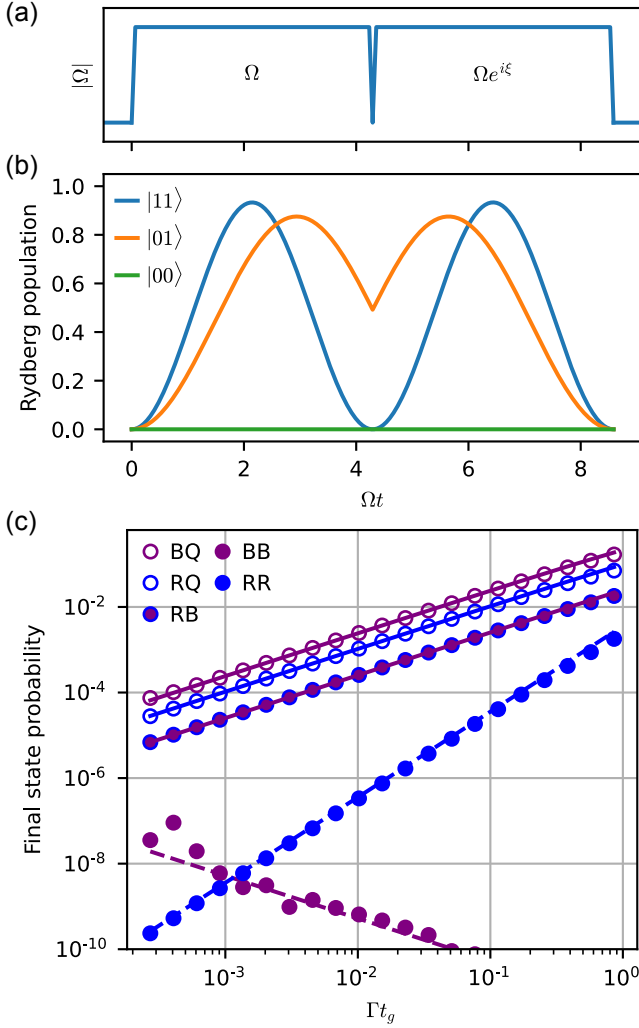 (a)
|Ω|
Ω
Ωe^{iξ}
(b)
Rydberg population
1.0
0.8
0.6
0.4
0.2
0.0
|11⟩
|01⟩
|00⟩
0 2 4 6 8
Ωt
(c)
Final state probability
BQ BB
RQ RR
RB
10^{-2}
10^{-4}
10^{-6}
10^{-8}
10^{-10}
10^{-3} 10^{-2} 10^{-1} 10^{0}
Γt_g